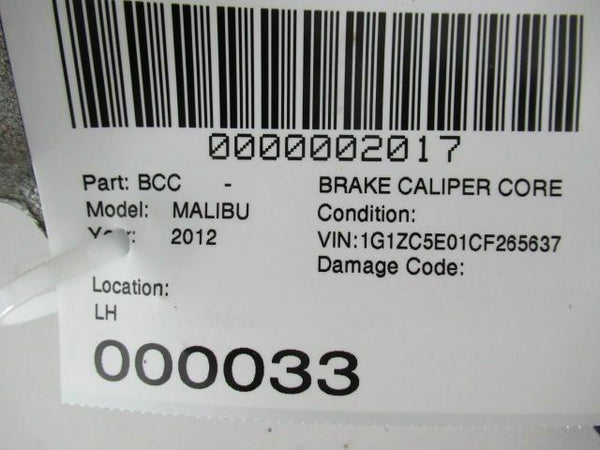 0000002017
Part: BCC - BRAKE CALIPER CORE
Model: MALIBU Condition:
2012 VIN:1G1ZC5E01CF265637
Damage Code:
Location:
LH
000033